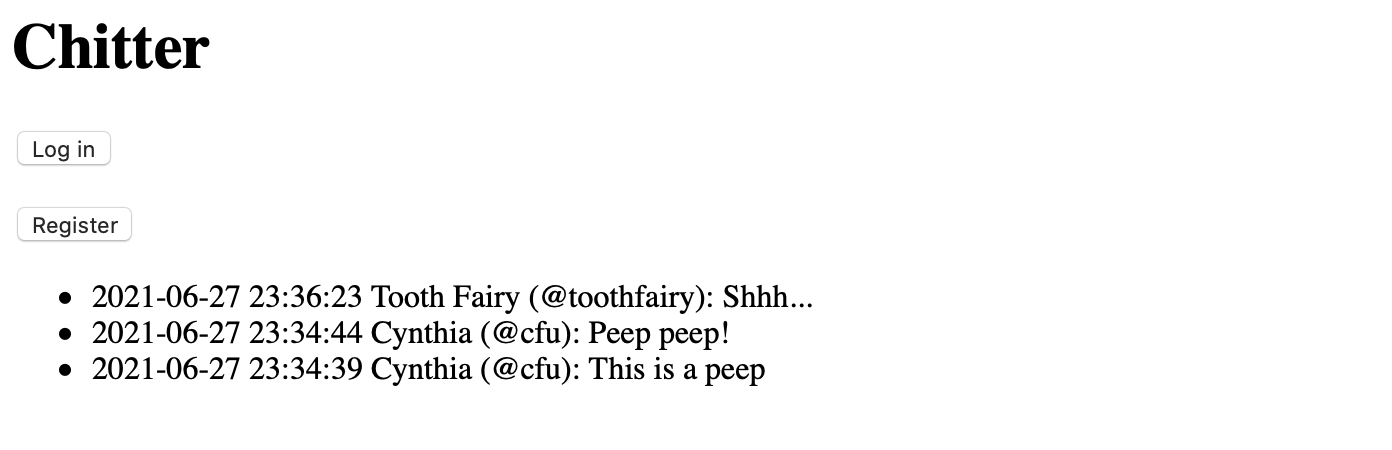 Chitter
Log in
Register
2021-06-27 23:36:23 Tooth Fairy (@toothfairy): Shhh...
2021-06-27 23:34:44 Cynthia (@cfu): Peep peep!
2021-06-27 23:34:39 Cynthia (@cfu): This is a peep